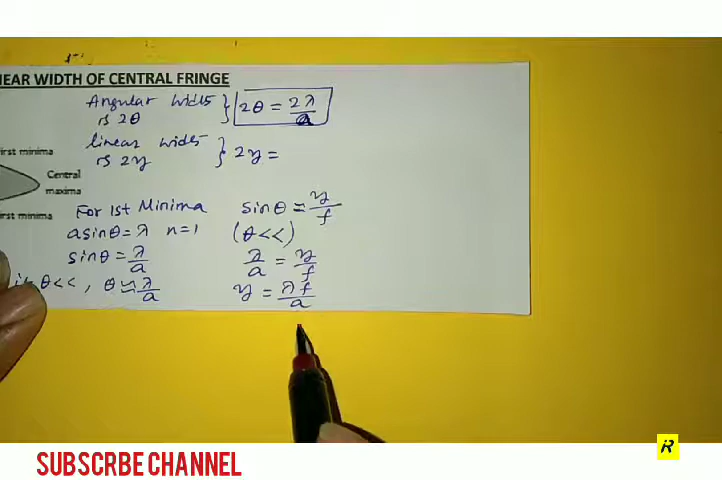 NEAR WIDTH OF CENTRAL FRINGE
Angular width } 2θ = 2λ/a
is 2θ
linear width } 2y =
is 2y
irst minima
Central
maxima
irst minima
For 1st Minima
asinθ = λ n=1
sinθ = λ/a
θ<<, θ ≃ λ/a
sinθ ≃ y/f
(θ<<)
λ/a = y/f
y = λf/a
SUBSCRBE CHANNEL